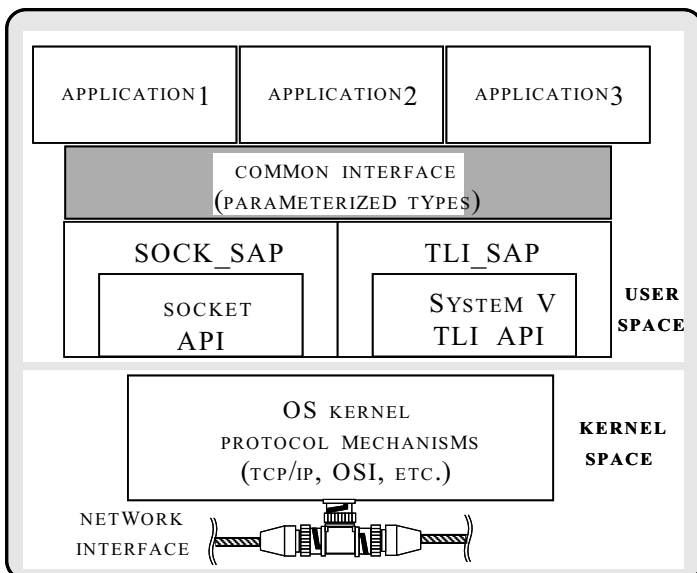 APPLICATION1
APPLICATION2
APPLICATION3
COMMON INTERFACE
(PARAMETERIZED TYPES)
SOCK_SAP
TLI_SAP
SOCKET
API
SYSTEM V
TLI API
USER
SPACE
OS KERNEL
PROTOCOL MECHANISMS
(TCP/IP, OSI, ETC.)
KERNEL
SPACE
NETWORK
INTERFACE